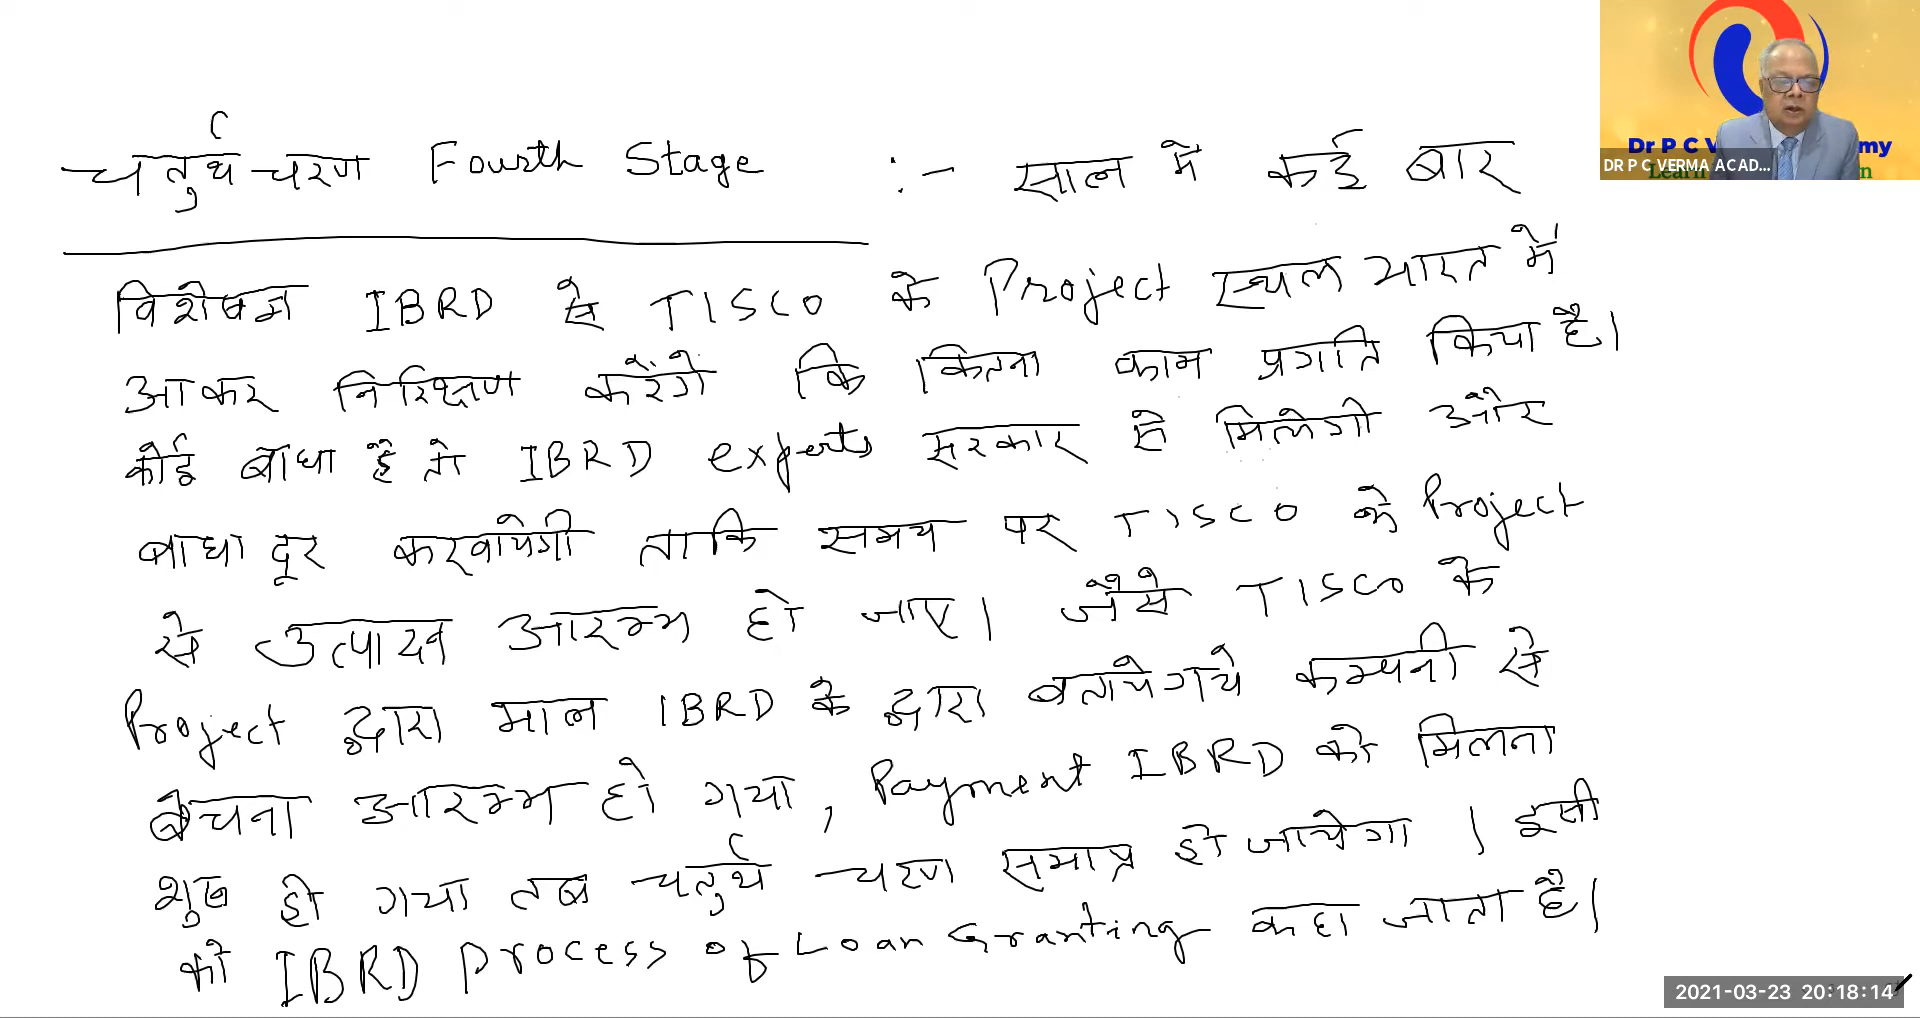 चतुर्थ चरण Fourth Stage :- साल में कई बार
विशेषज्ञ IBRD से TISCO के Project स्थल भारत में
आकर निरिक्षण करेंगे कि कितना काम प्रगति किया है।
कोई बाधा है तो IBRD experts सरकार से मिलेगी और
बाधा दूर करवायेगी ताकि समय पर TISCO के Project
से उत्पादन आरम्भ हो जाए। जैसे TISCO के
Project द्वारा माल IBRD के द्वारा बताये गये कम्पनी से
बेचना आरम्भ हो गया, Payment IBRD को मिलना
शुरू हो गया तब चतुर्थ चरण समाप्त हो जायेगा। इसी
को IBRD Process of Loan Granting कहा जाता है।
Dr P C V my
DR P C VERMA ACAD...
Learn n
2021-03-23 20:18:14